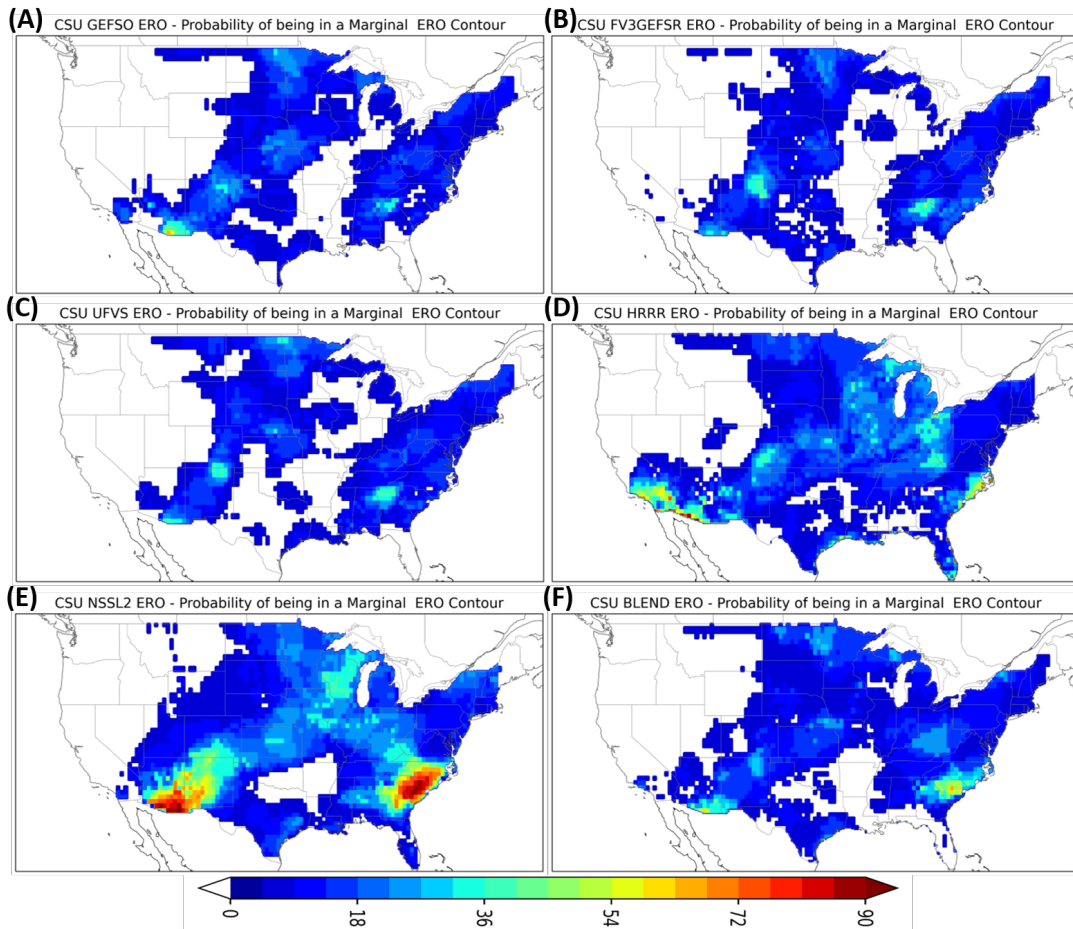 (A)
CSU GEFSO ERO - Probability of being in a Marginal  ERO Contour
(B)
CSU FV3GEFSR ERO - Probability of being in a Marginal  ERO Contour
(C)
CSU UFVS ERO - Probability of being in a Marginal  ERO Contour
(D)
CSU HRRR ERO - Probability of being in a Marginal  ERO Contour
(E)
CSU NSSL2 ERO - Probability of being in a Marginal  ERO Contour
(F)
CSU BLEND ERO - Probability of being in a Marginal  ERO Contour
0 18 36 54 72 90